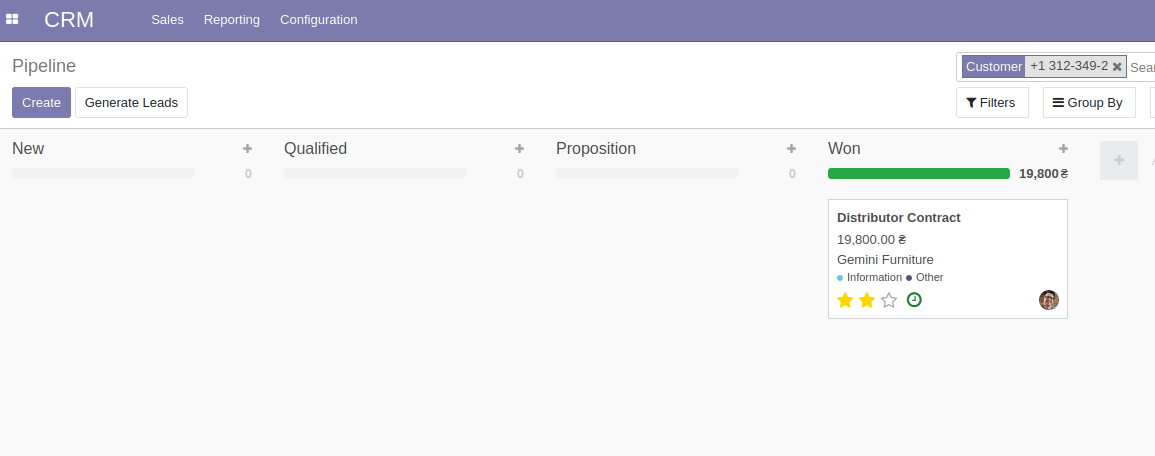 CRM Sales Reporting Configuration
Pipeline
Customer +1 312-349-2
Create Generate Leads
Filters Group By
New Qualified Proposition Won
0 0 0 19,800 ₴
Distributor Contract
19,800.00 ₴
Gemini Furniture
Information Other